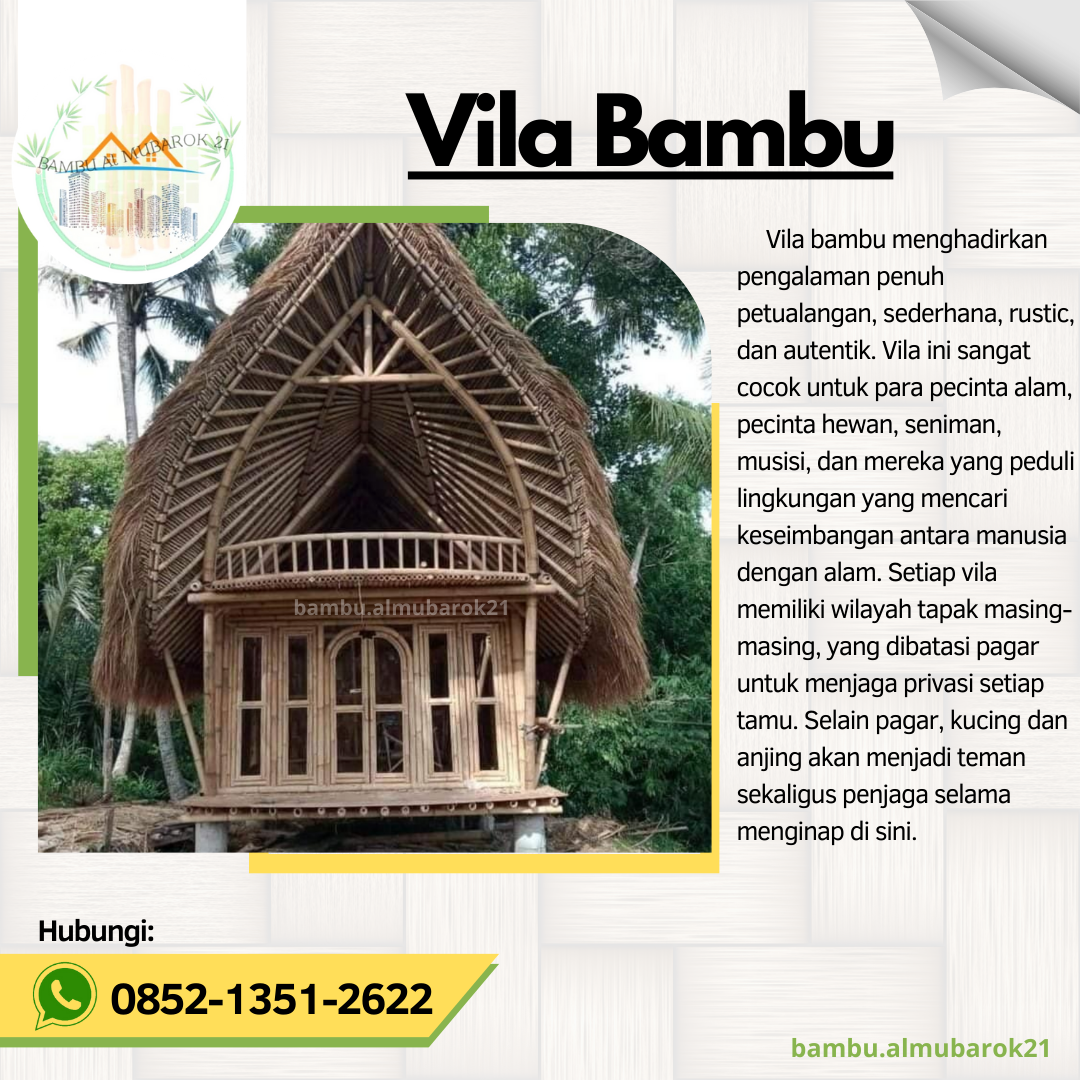 BAMBU AL MUBAROK 21
Vila Bambu
Vila bambu menghadirkan
pengalaman penuh
petualangan, sederhana, rustic,
dan autentik. Vila ini sangat
cocok untuk para pecinta alam,
pecinta hewan, seniman,
musisi, dan mereka yang peduli
lingkungan yang mencari
keseimbangan antara manusia
dengan alam. Setiap vila
memiliki wilayah tapak masing-
masing, yang dibatasi pagar
untuk menjaga privasi setiap
tamu. Selain pagar, kucing dan
anjing akan menjadi teman
sekaligus penjaga selama
menginap di sini.
bambu.almubarok21
Hubungi:
0852-1351-2622
bambu.almubarok21